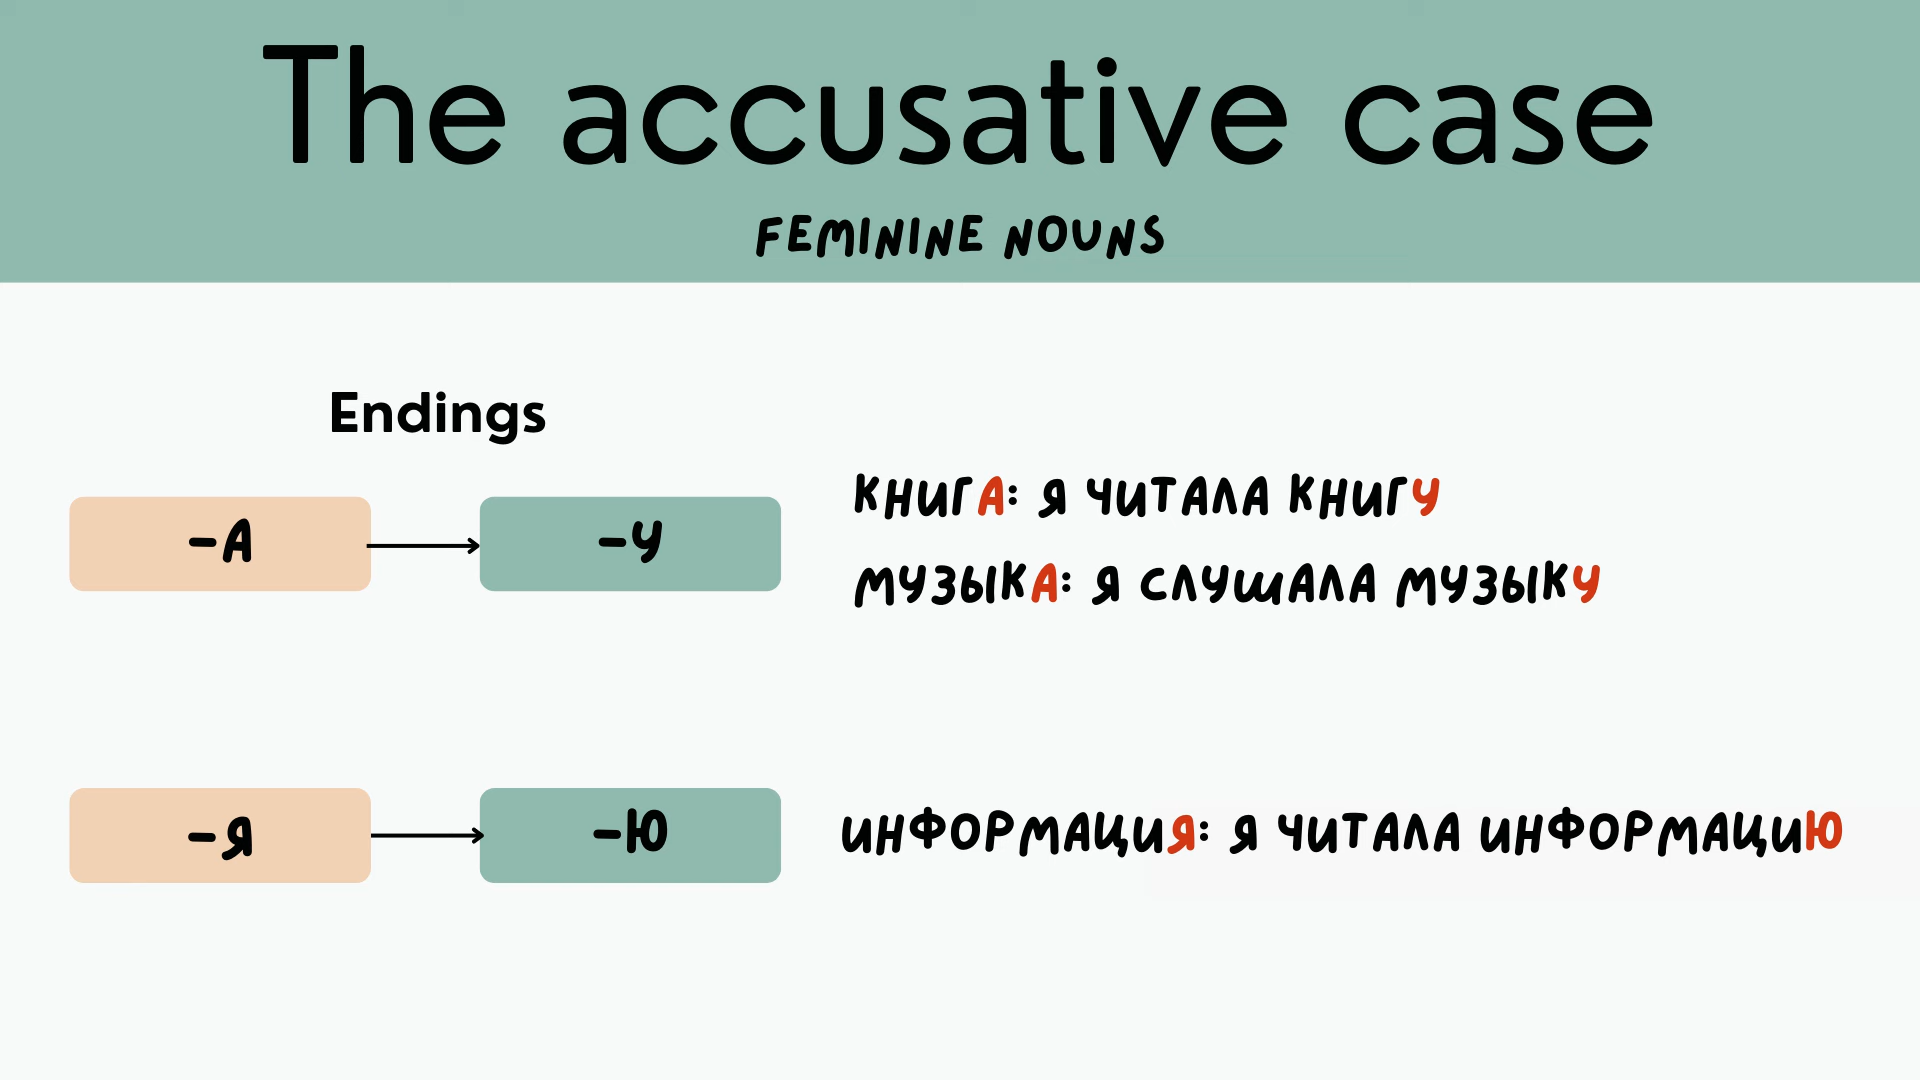 The accusative case
FEMININE NOUNS
Endings
-А
-У
КНИГА: Я ЧИТАЛА КНИГУ
МУЗЫКА: Я СЛУШАЛА МУЗЫКУ
-Я
-Ю
ИНФОРМАЦИЯ: Я ЧИТАЛА ИНФОРМАЦИЮ